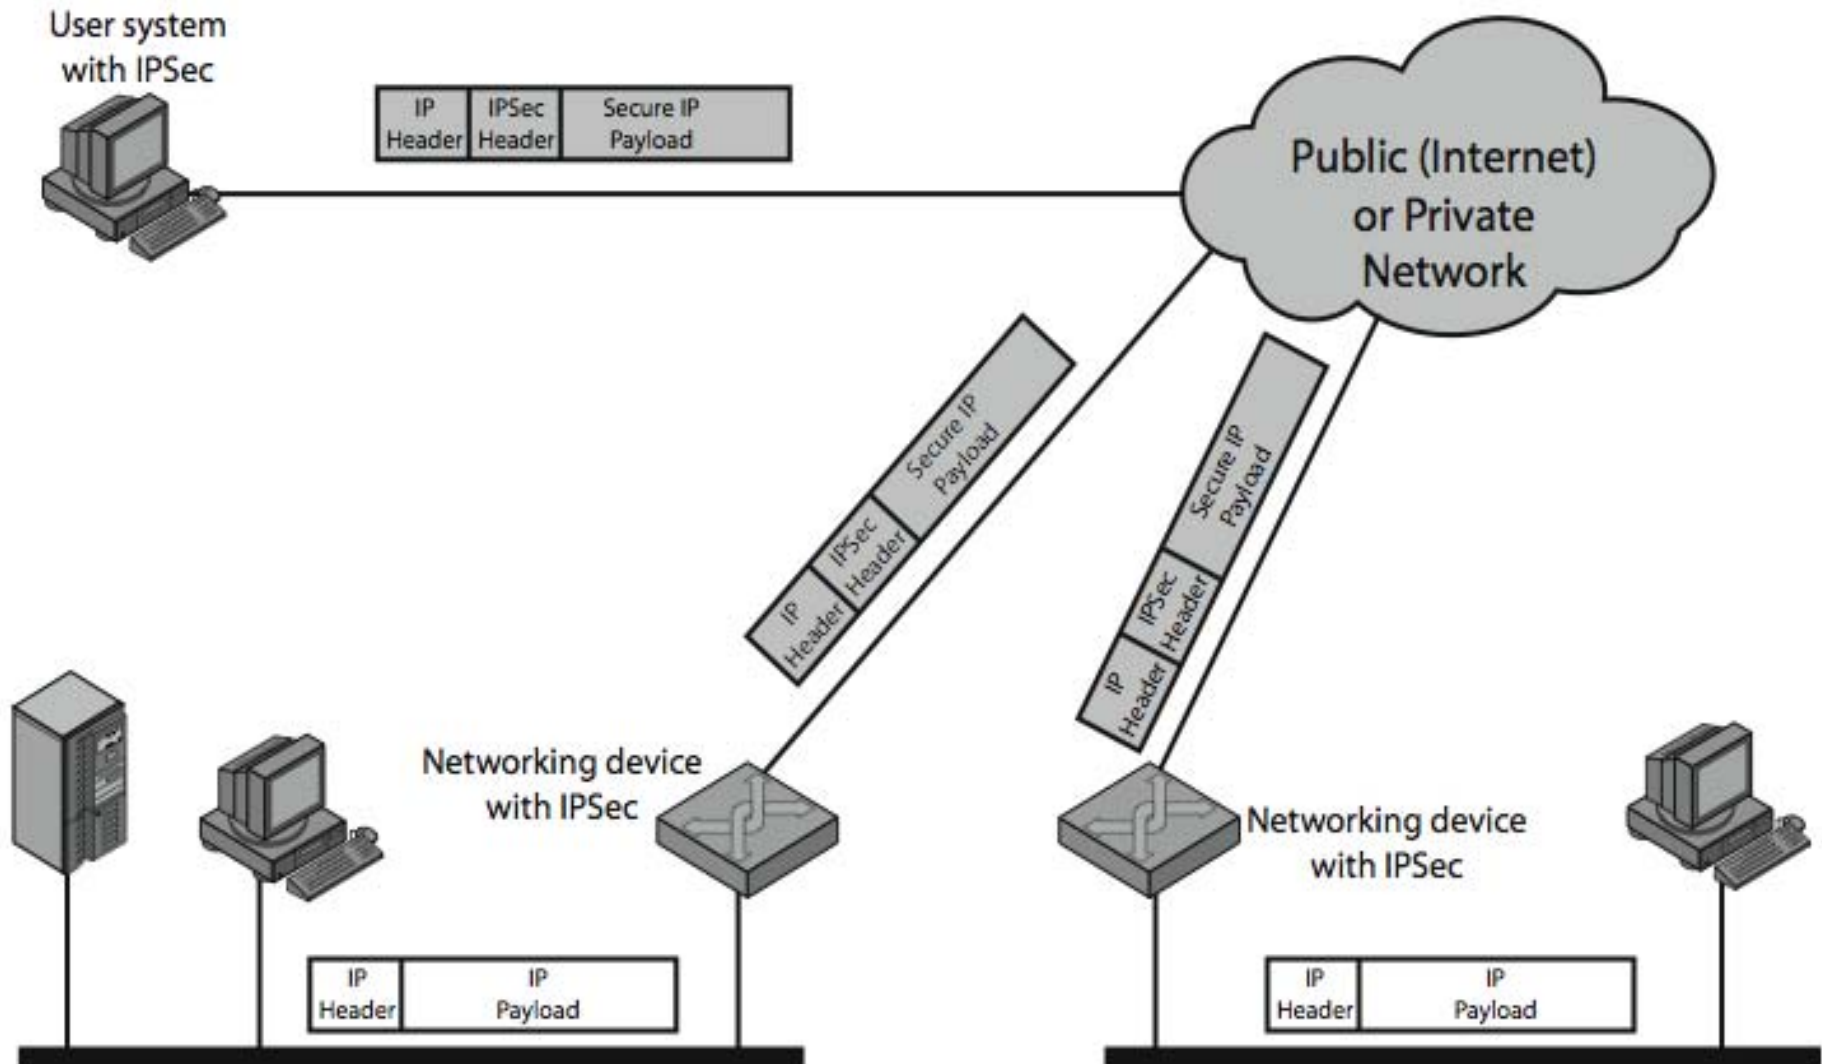 User system
with IPSec
IP
Header
IPSec
Header
Secure IP
Payload
Public (Internet)
or Private
Network
IP
Header
IPSec
Header
Secure IP
Payload
IP
Header
IPSec
Header
Secure IP
Payload
Networking device
with IPSec
Networking device
with IPSec
IP
Header
IP
Payload
IP
Header
IP
Payload